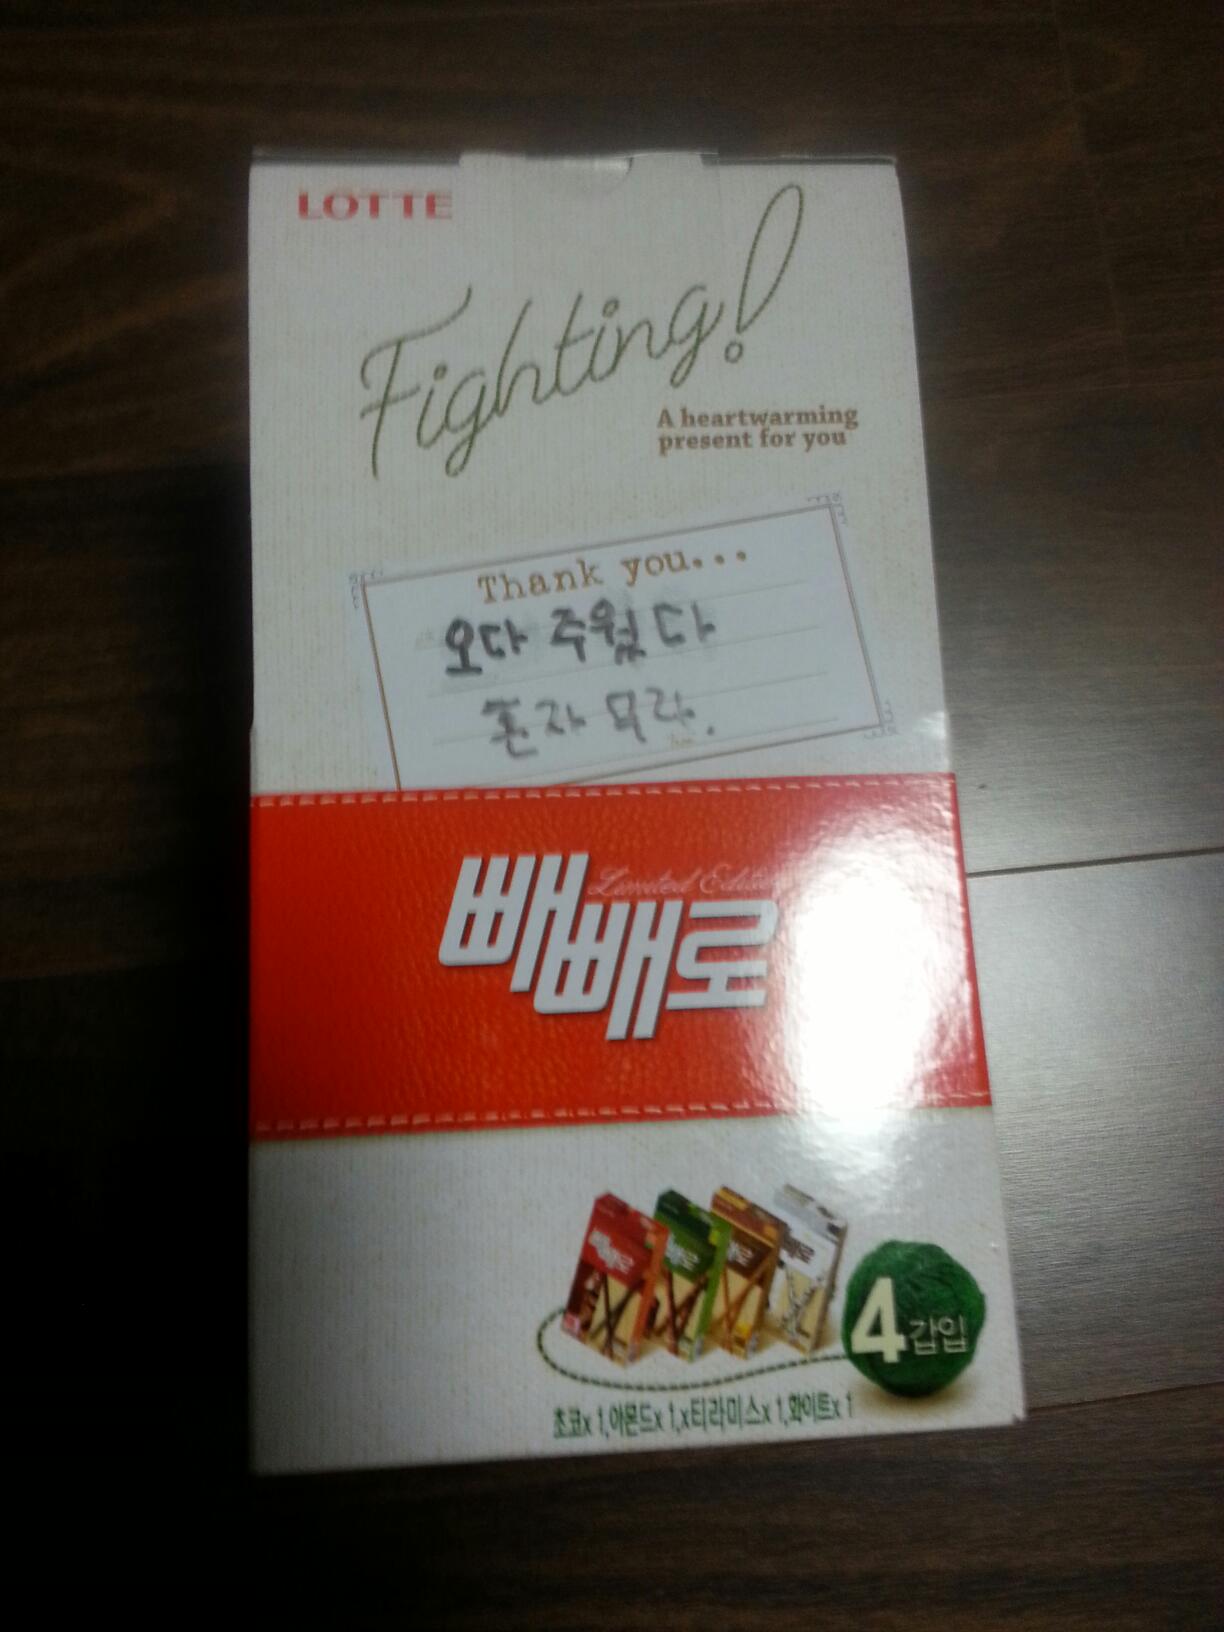 LOTTE
Fighting!
A heartwarming
present for you
Thank you...
오다 주웠다
혼자 무라.
Limited Edition
빼빼로
4갑입
초코x 1,아몬드x 1,x티라미스x 1,화이트x 1